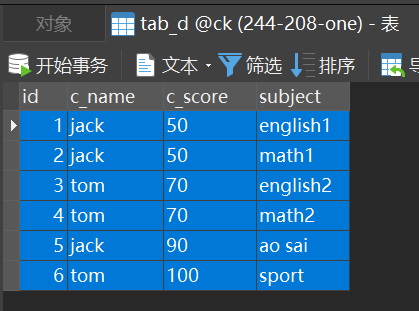 对象 tab_d @ck (244-208-one) - 表
开始事务 文本 筛选 排序
id c_name c_score subject
1 jack 50 english1
2 jack 50 math1
3 tom 70 english2
4 tom 70 math2
5 jack 90 ao sai
6 tom 100 sport